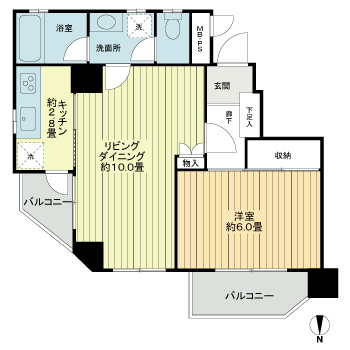 浴室
洗面所
洗
MB・PS
玄関
キッチン
約2.8畳
リビング
ダイニング
約10.0畳
廊下
下足入
冷
物入
収納
バルコニー
洋室
約6.0畳
バルコニー
N